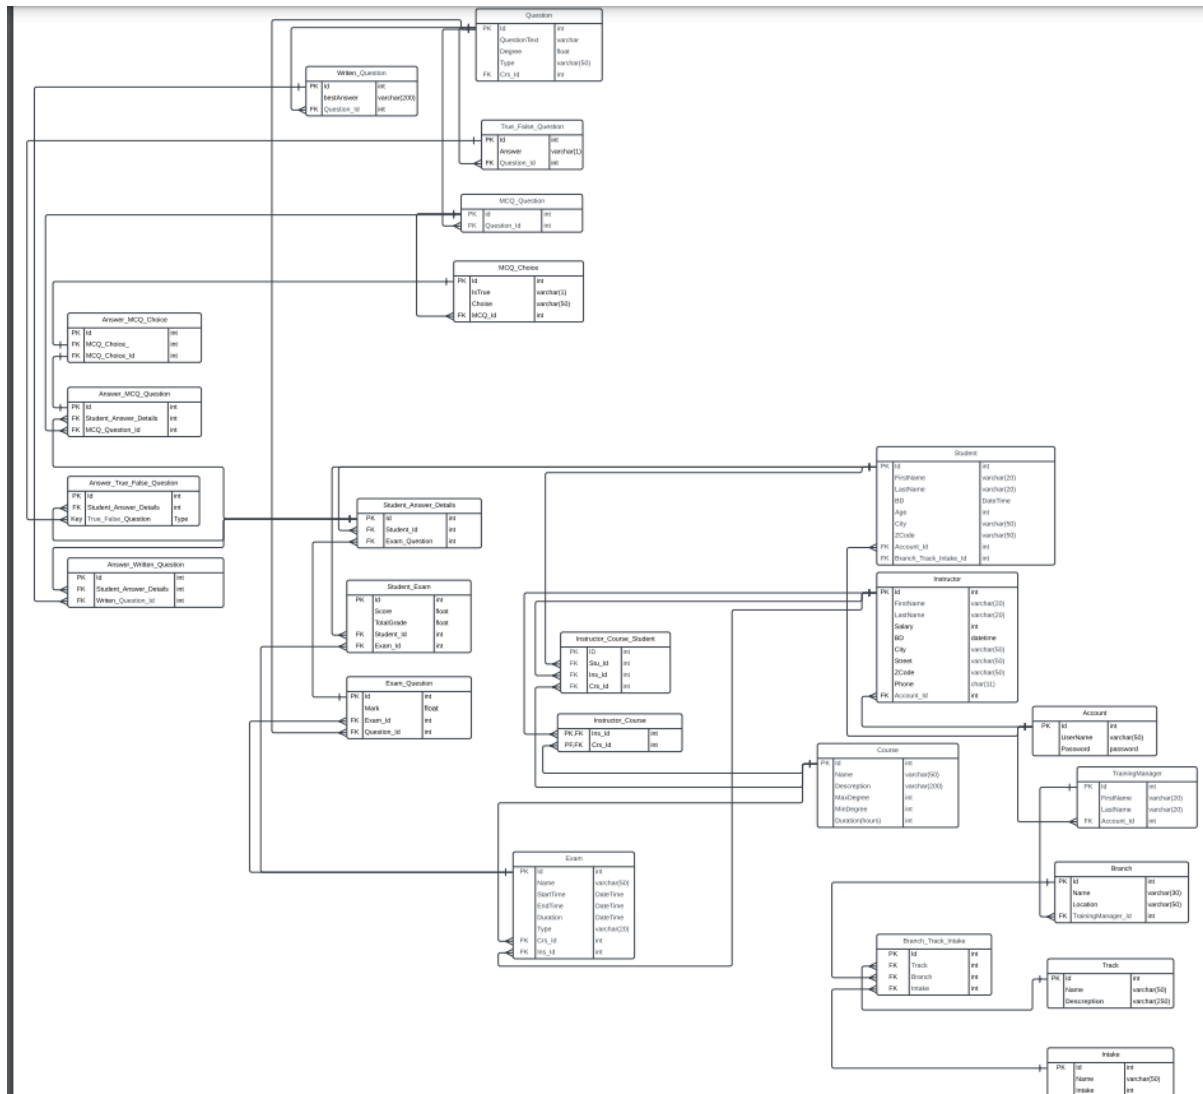 Question
PK Id int
QuestionText varchar
Degree float
Type varchar(50)
FK Crs_Id int
Writen_Question
PK Id int
bestAnswer varchar(200)
FK Question_Id int
True_False_Question
PK Id int
Answer varchar(1)
FK Question_Id int
MCQ_Question
PK Id int
FK Question_Id int
MCQ_Choice
PK Id int
IsTrue varchar(1)
Choise varchar(50)
FK MCQ_Id int
Answer_MCQ_Choice
PK Id int
FK MCQ_Choice_ int
FK MCQ_Choice_Id int
Answer_MCQ_Question
PK Id int
FK Student_Answer_Details int
FK MCQ_Question_Id int
Answer_True_False_Question
PK Id int
FK Student_Answer_Details int
Key True_False_Question Type
Answer_Written_Question
PK Id int
FK Student_Answer_Details int
FK Writen_Question_Id int
Student_Answer_Details
PK Id int
FK Student_Id int
FK Exam_Question int
Student_Exam
PK Id int
Score float
TotalGrade float
FK Student_Id int
FK Exam_Id int
Exam_Question
PK Id int
Mark float
FK Exam_Id int
FK Question_Id int
Student
PK Id int
FirstName varchar(20)
LastName varchar(20)
BD DateTime
Age int
City varchar(50)
ZCode varchar(50)
FK Account_Id int
FK Branch_Track_Intake_Id int
Instructor
PK Id int
FirstName varchar(20)
LastName varchar(20)
Salary int
BD datetime
City varchar(50)
Street varchar(50)
ZCode varchar(50)
Phone char(11)
FK Account_Id int
Instructor_Course_Student
PK ID int
FK Stu_Id int
FK Ins_Id int
FK Crs_Id int
Instructor_Course
PK,FK Ins_Id int
PF,FK Crs_Id int
Account
PK Id int
UserName varchar(50)
Password password
Course
PK Id int
Name varchar(50)
Descreption varchar(200)
MaxDegree int
MinDegree int
Duration(hours) int
TrainingManager
PK Id int
FirstName varchar(20)
LastName varchar(20)
FK Account_Id int
Exam
PK Id int
Name varchar(50)
StartTime DateTime
EndTime DateTime
Duration DateTime
Type varchar(20)
FK Crs_Id int
FK Ins_Id int
Branch
PK Id int
Name varchar(30)
Location varchar(50)
FK TrainingManager_Id int
Branch_Track_Intake
PK Id int
FK Track int
FK Branch int
FK Intake int
Track
PK Id int
Name varchar(50)
Descreption varchar(250)
Intake
PK Id int
Name varchar(50)
Intake int